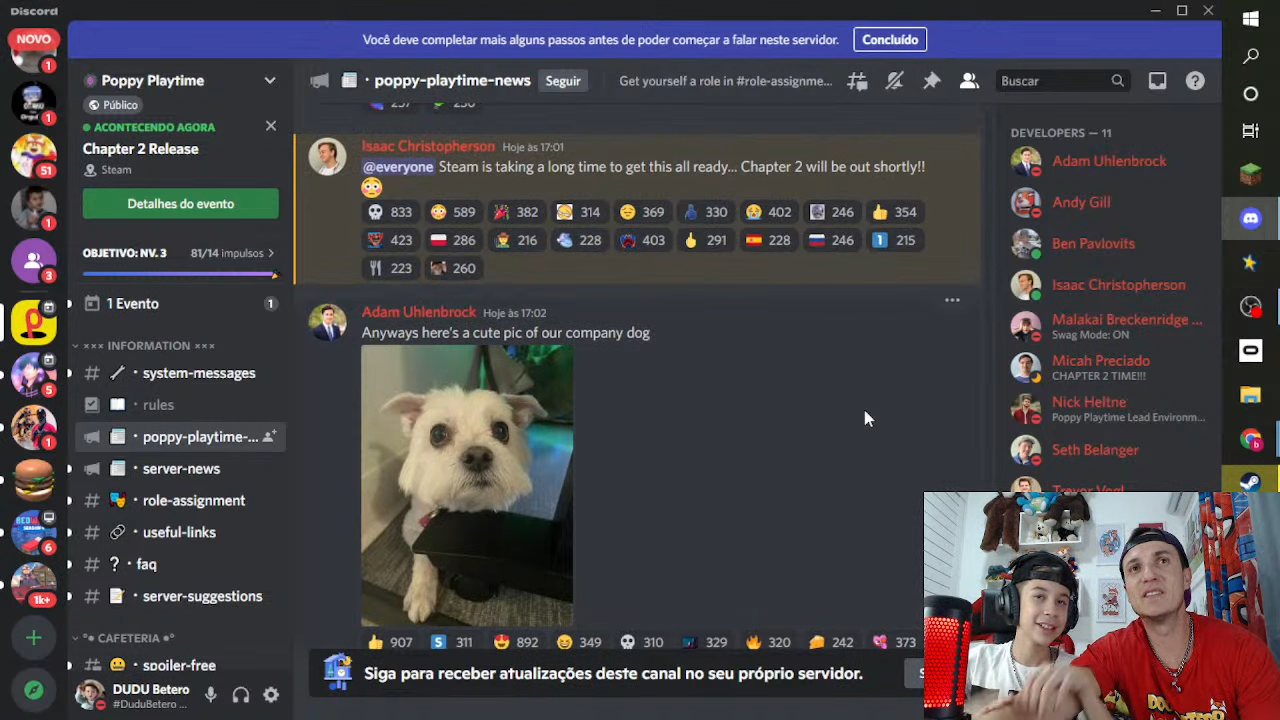 Discord
Você deve completar mais alguns passos antes de poder começar a falar neste servidor.
Concluído
NOVO
1
1
51
3
5
1
6
1k+
Poppy Playtime
Público
ACONTECENDO AGORA
Chapter 2 Release
Steam
Detalhes do evento
OBJETIVO: NV. 3
81/14 impulsos
1 Evento
1
××× INFORMATION ×××
system-messages
rules
poppy-playtime-...
server-news
role-assignment
useful-links
faq
server-suggestions
CAFETERIA
spoiler-free
DUDU Betero
#DuduBetero ...
poppy-playtime-news
Seguir
Get yourself a role in #role-assignme...
Buscar
Isaac Christopherson Hoje às 17:01
@everyone Steam is taking a long time to get this all ready... Chapter 2 will be out shortly!!
833 589 382 314 369 330 402 246 354
423 286 216 228 403 291 228 246 215
223 260
Adam Uhlenbrock Hoje às 17:02
Anyways here's a cute pic of our company dog
907 311 892 349 310 329 320 242 373
Siga para receber atualizações deste canal no seu próprio servidor.
DEVELOPERS — 11
Adam Uhlenbrock
Andy Gill
Ben Pavlovits
Isaac Christopherson
Malakai Breckenridge ...
Swag Mode: ON
Micah Preciado
CHAPTER 2 TIME!!!
Nick Heltne
Poppy Playtime Lead Environm...
Seth Belanger